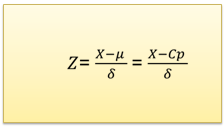 Z= (X−μ)/δ = (X−Cp)/δ